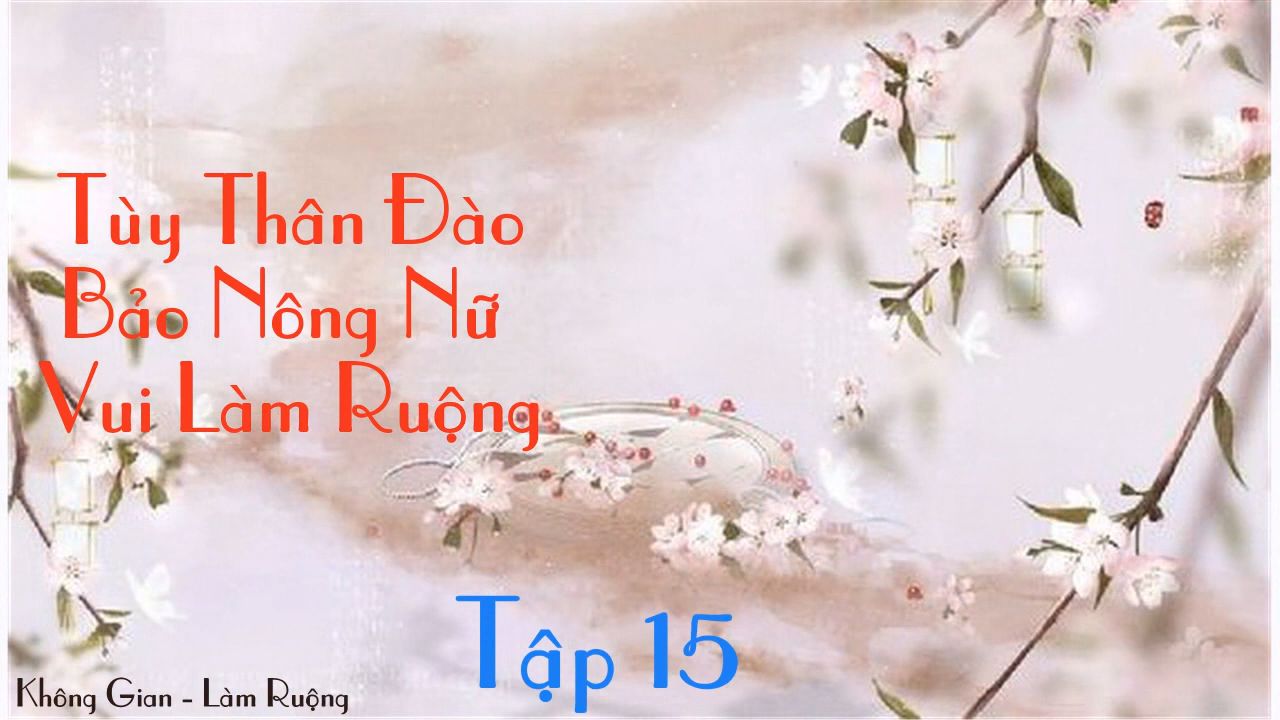 Tùy Thân Đào
Bảo Nông Nữ
Vui Làm Ruộng
Tập 15
Không Gian - Làm Ruộng